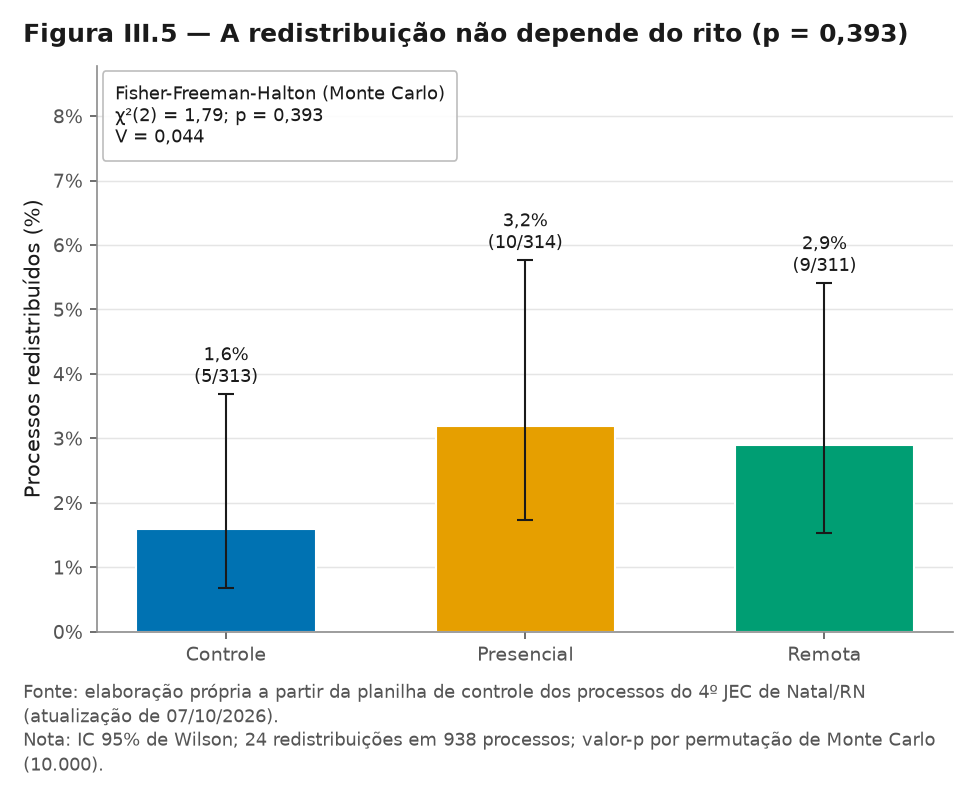 Figura III.5 — A redistribuição não depende do rito (p = 0,393)
Fisher-Freeman-Halton (Monte Carlo)
χ²(2) = 1,79; p = 0,393
V = 0,044
Processos redistribuídos (%)
8%
7%
6%
5%
4%
3%
2%
1%
0%
1,6%
(5/313)
3,2%
(10/314)
2,9%
(9/311)
Controle
Presencial
Remota
Fonte: elaboração própria a partir da planilha de controle dos processos do 4º JEC de Natal/RN
(atualização de 07/10/2026).
Nota: IC 95% de Wilson; 24 redistribuições em 938 processos; valor-p por permutação de Monte Carlo
(10.000).